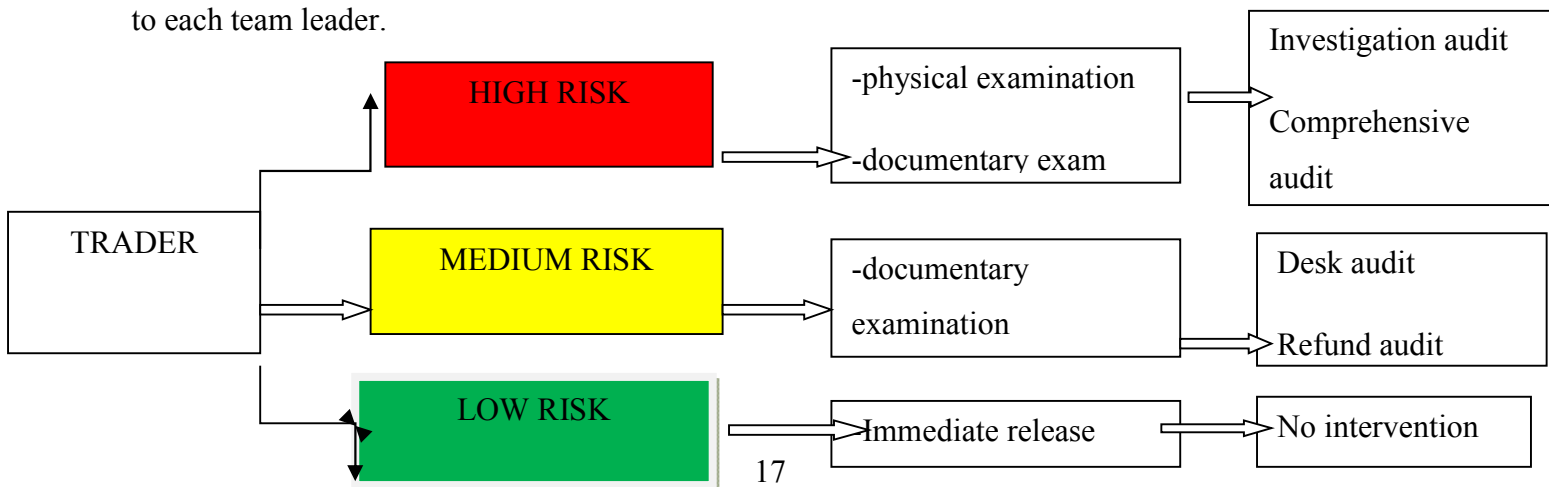 to each team leader.
HIGH RISK
-physical examination
-documentary exam
Investigation audit
Comprehensive
audit
TRADER
MEDIUM RISK
-documentary
examination
Desk audit
Refund audit
LOW RISK
-Immediate release
No intervention
17